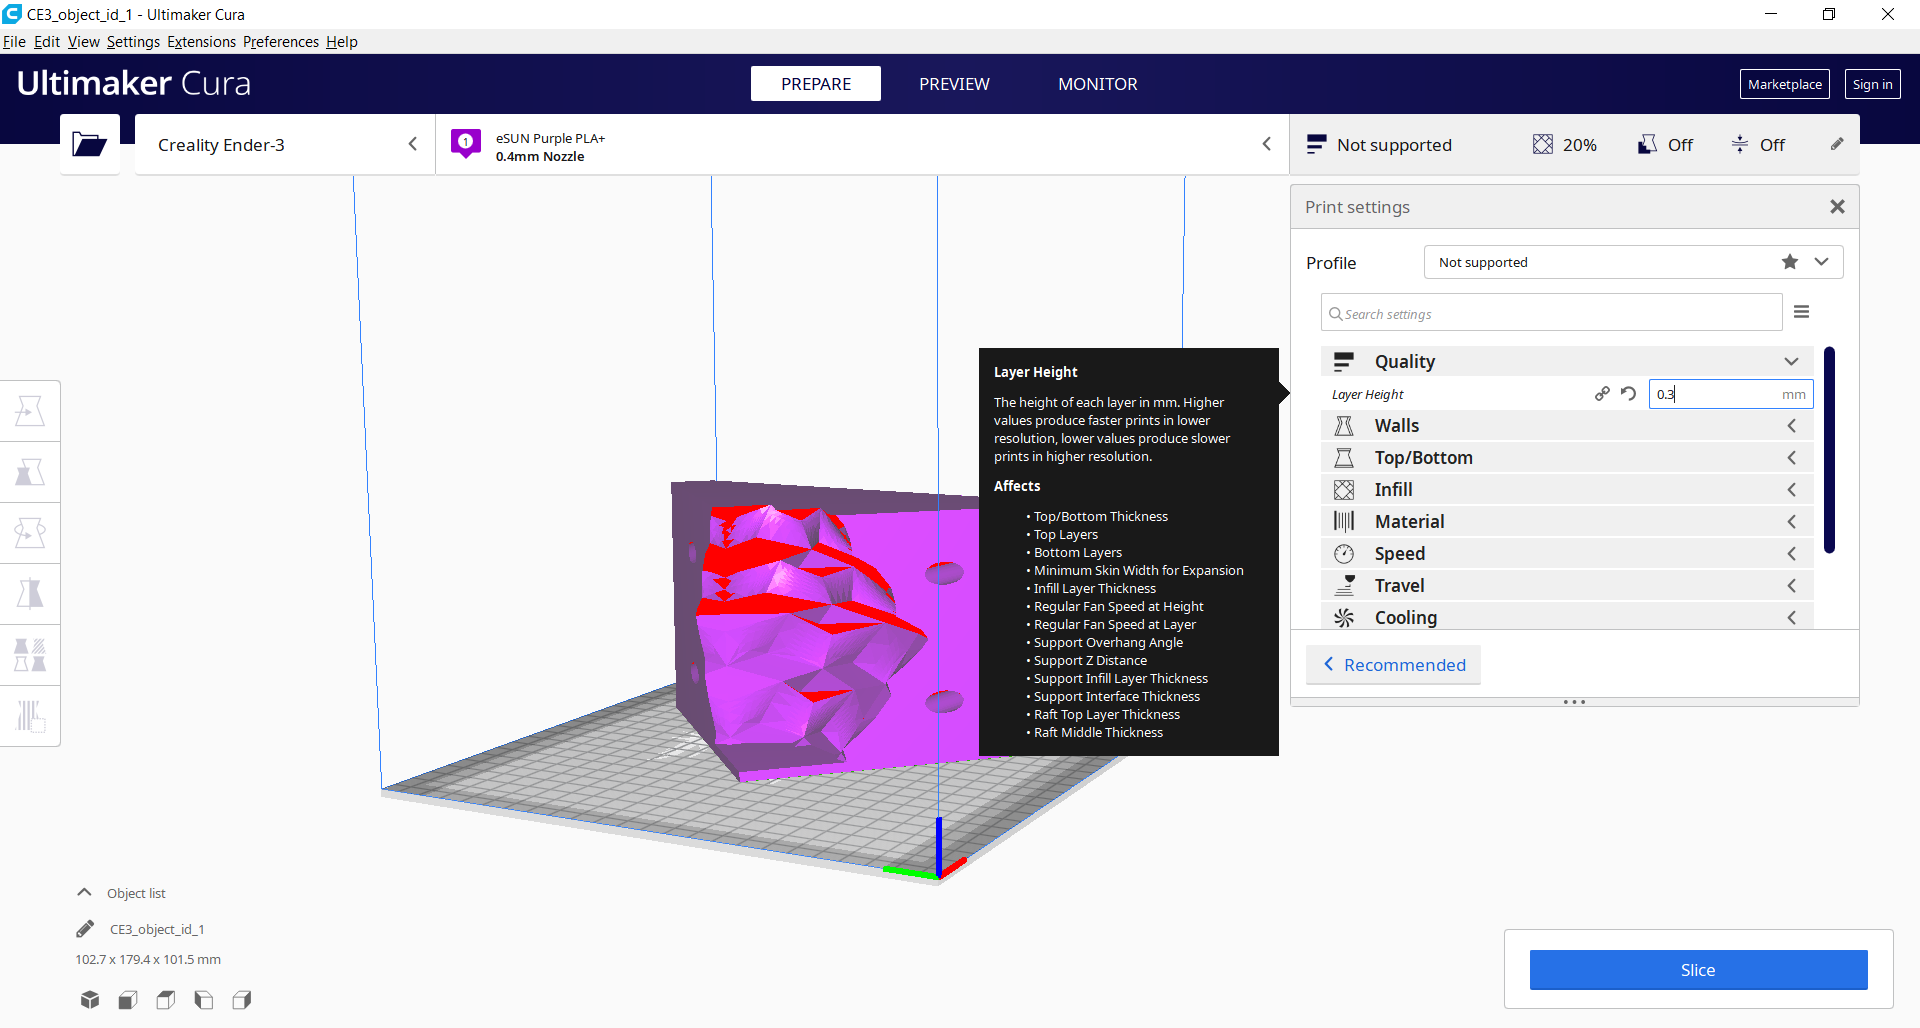 CE3_object_id_1 - Ultimaker Cura
File Edit View Settings Extensions Preferences Help
Ultimaker Cura
PREPARE
PREVIEW
MONITOR
Marketplace
Sign in
Creality Ender-3
1
eSUN Purple PLA+
0.4mm Nozzle
Not supported
20%
Off
Off
Print settings
Profile
Not supported
Search settings
Quality
Layer Height
0.3
mm
Walls
Top/Bottom
Infill
Material
Speed
Travel
Cooling
Recommended
Layer Height
The height of each layer in mm. Higher
values produce faster prints in lower
resolution, lower values produce slower
prints in higher resolution.
Affects
• Top/Bottom Thickness
• Top Layers
• Bottom Layers
• Minimum Skin Width for Expansion
• Infill Layer Thickness
• Regular Fan Speed at Height
• Regular Fan Speed at Layer
• Support Overhang Angle
• Support Z Distance
• Support Infill Layer Thickness
• Support Interface Thickness
• Raft Top Layer Thickness
• Raft Middle Thickness
Object list
CE3_object_id_1
102.7 x 179.4 x 101.5 mm
Slice